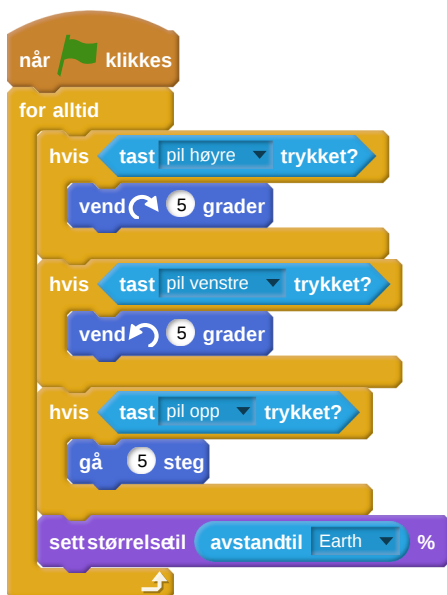 når klikkes
for alltid
hvis tast pil høyre trykket?
vend 5 grader
hvis tast pil venstre trykket?
vend 5 grader
hvis tast pil opp trykket?
gå 5 steg
sett størrelse til avstand til Earth %